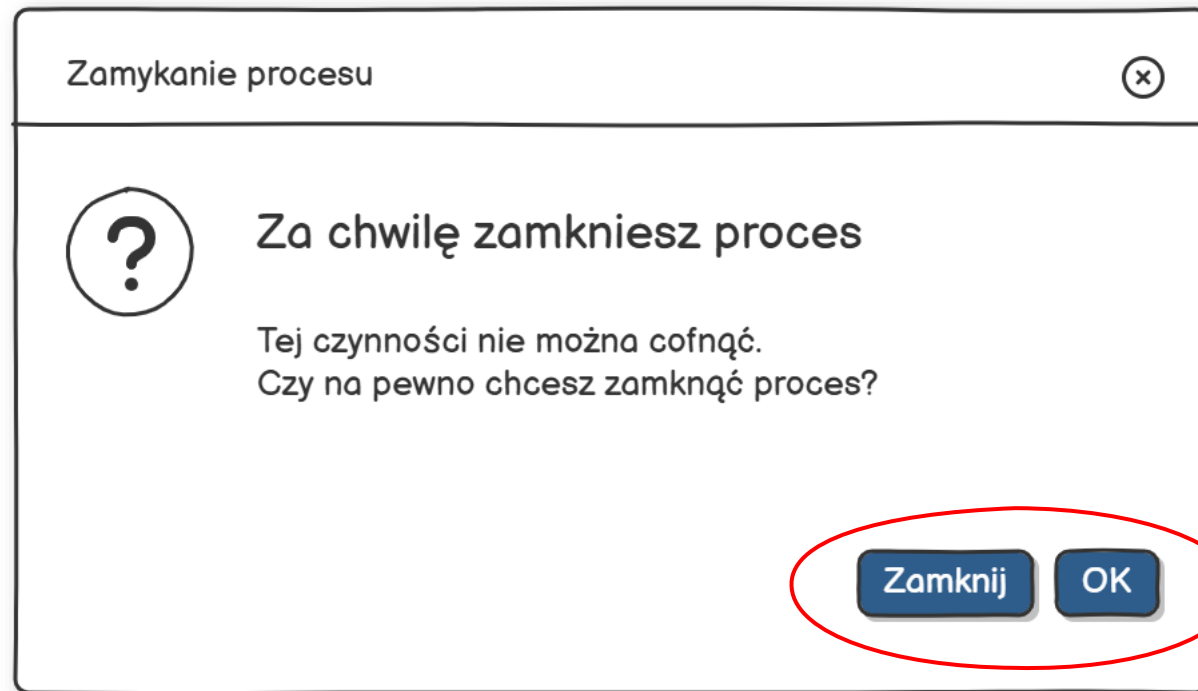 Zamykanie procesu
?
Za chwilę zamkniesz proces
Tej czynności nie można cofnąć.
Czy na pewno chcesz zamknąć proces?
Zamknij OK